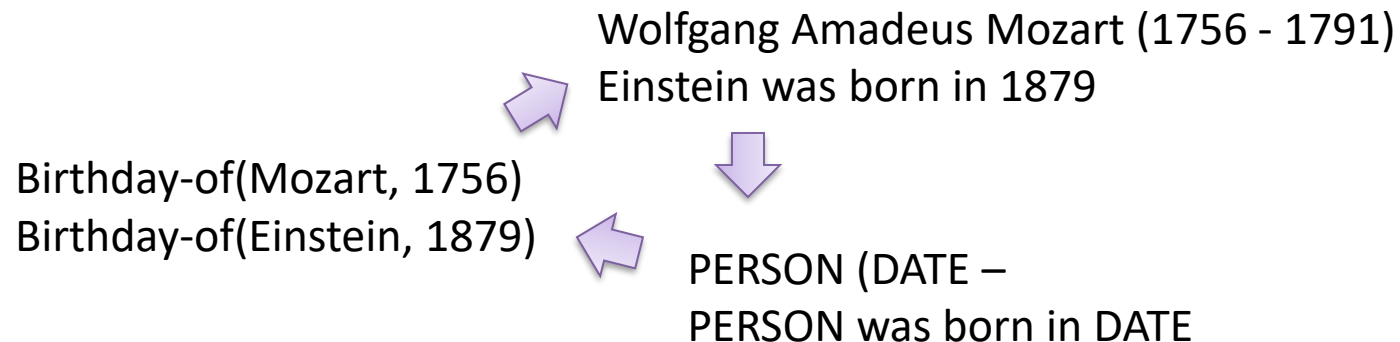 Wolfgang Amadeus Mozart (1756 - 1791)
Einstein was born in 1879
Birthday-of(Mozart, 1756)
Birthday-of(Einstein, 1879)
PERSON (DATE –
PERSON was born in DATE